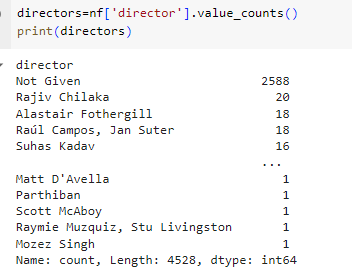 directors=nf['director'].value_counts()
print(directors)
director
Not Given 2588
Rajiv Chilaka 20
Alastair Fothergill 18
Raúl Campos, Jan Suter 18
Suhas Kadav 16
...
Matt D'Avella 1
Parthiban 1
Scott McAboy 1
Raymie Muzquiz, Stu Livingston 1
Mozez Singh 1
Name: count, Length: 4528, dtype: int64